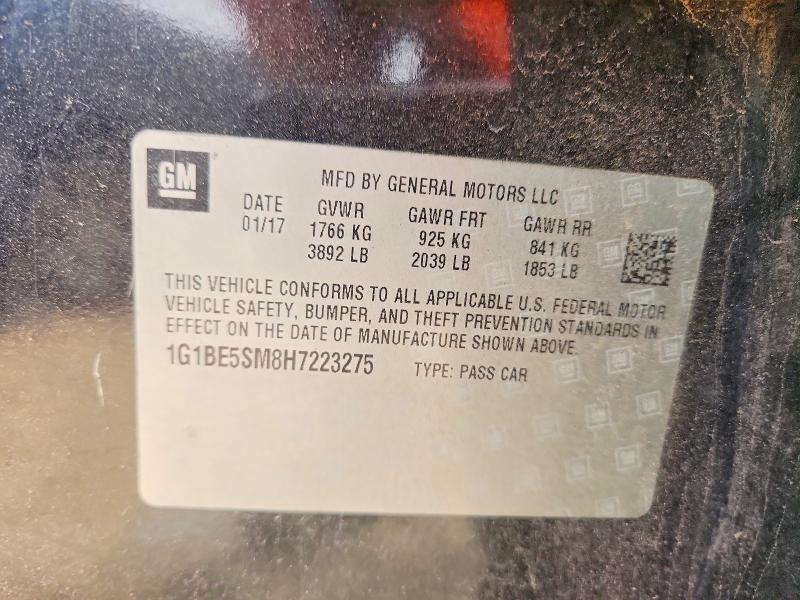 GM
MFD BY GENERAL MOTORS LLC
DATE GVWR GAWR FRT GAWR RR
01/17 1766 KG 925 KG 841 KG
3892 LB 2039 LB 1853 LB
THIS VEHICLE CONFORMS TO ALL APPLICABLE U.S. FEDERAL MOTOR
VEHICLE SAFETY, BUMPER, AND THEFT PREVENTION STANDARDS IN
EFFECT ON THE DATE OF MANUFACTURE SHOWN ABOVE.
1G1BE5SM8H7223275 TYPE: PASS CAR